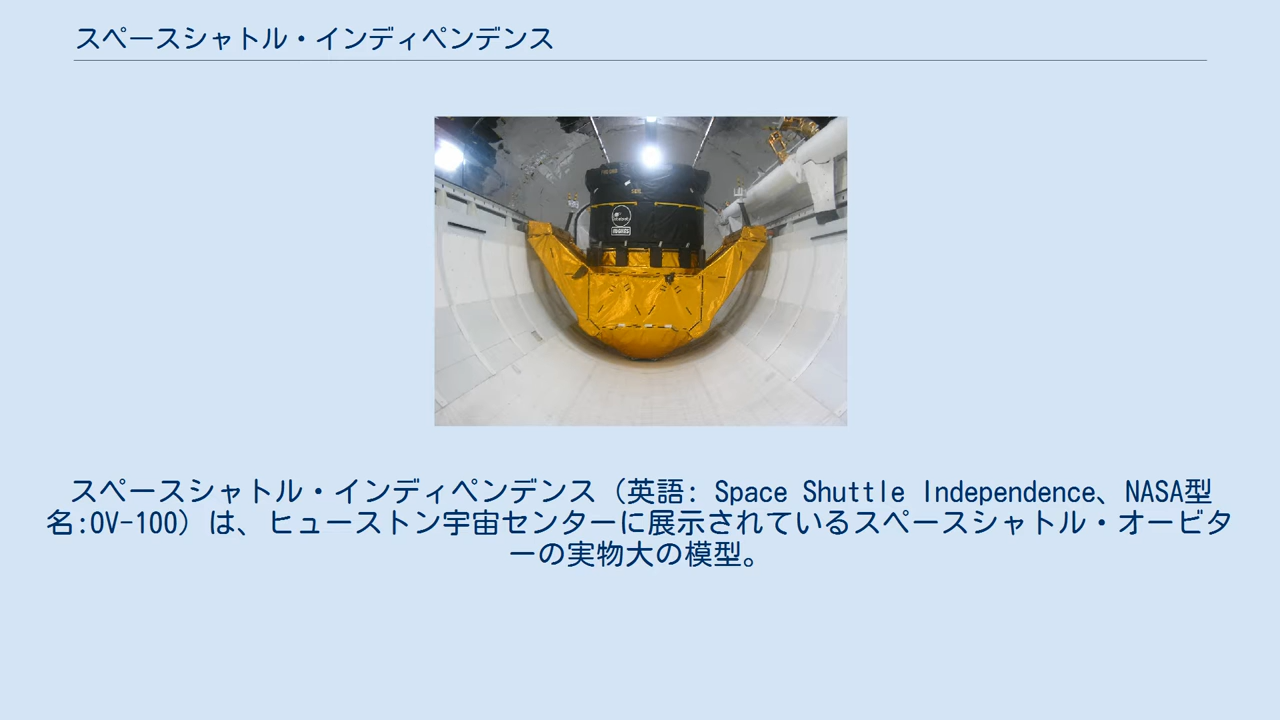 スペースシャトル・インディペンデンス
スペースシャトル・インディペンデンス（英語: Space Shuttle Independence、NASA型
名:OV-100）は、ヒューストン宇宙センターに展示されているスペースシャトル・オービタ
ーの実物大の模型。